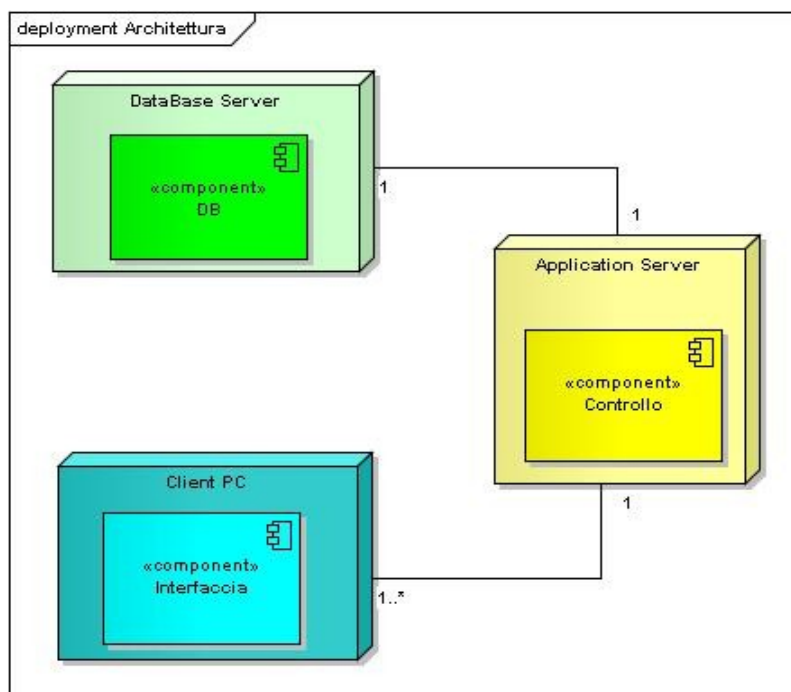 deployment Architettura
DataBase Server
«component»
DB
1
1
Application Server
«component»
Controllo
1
Client PC
«component»
Interfaccia
1..*